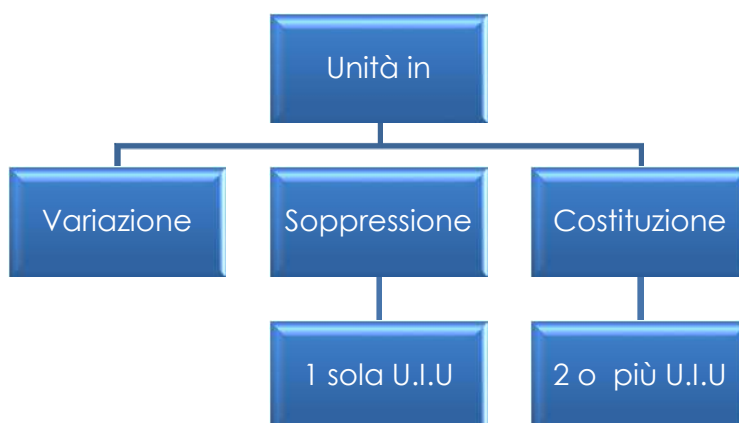 Unità in
Variazione
Soppressione
Costituzione
1 sola U.I.U
2 o più U.I.U